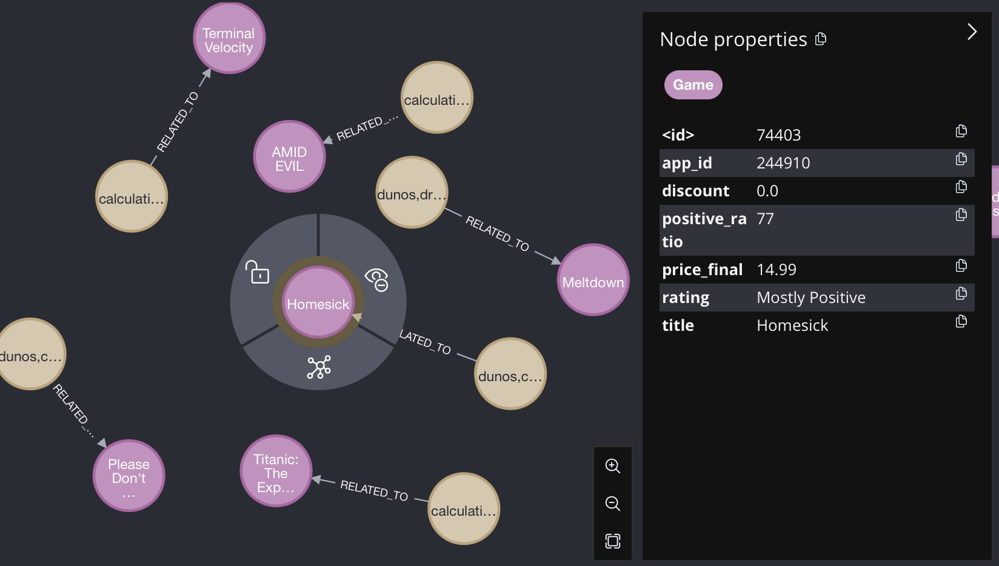 Terminal
Velocity
RELATED_TO
calculati...
RELATED_...
AMID
EVIL
calculati...
dunos,dr...
RELATED_TO
Meltdown
Homesick
LATED_TO
dunos,c...
dunos,c...
RELATED_...
Please
Don't
...
Titanic:
The
Exp...
RELATED_TO
calculati...
Node properties
Game
<id> 74403
app_id 244910
discount 0.0
positive_ra 77
tio
price_final 14.99
rating Mostly Positive
title Homesick